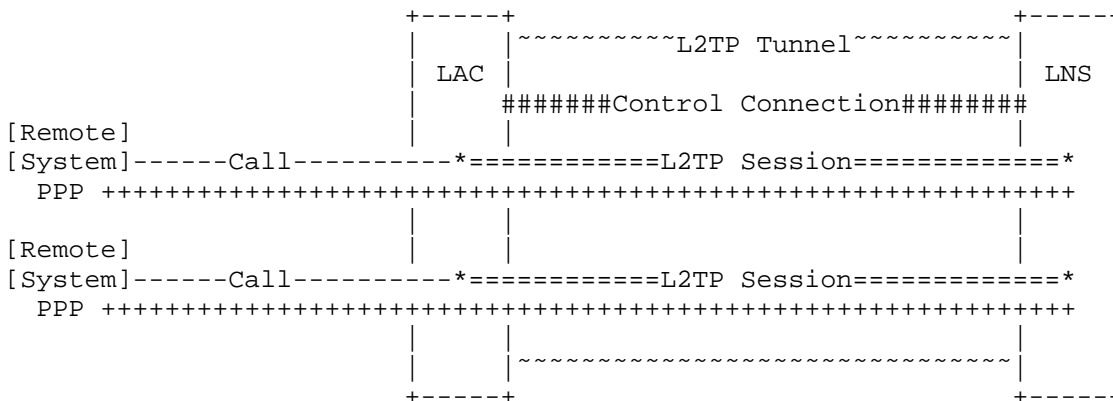 +-----+                               +------
                          |     |~~~~~~~~~~L2TP Tunnel~~~~~~~~~~|
                          | LAC |                               | LNS
                          |     #######Control Connection########
[Remote]                  |     |                               |
[System]------Call----------*============L2TP Session=============*
  PPP +++++++++++++++++++++++++++++++++++++++++++++++++++++++++++++
                          |     |                               |
[Remote]                  |     |                               |
[System]------Call----------*============L2TP Session=============*
  PPP +++++++++++++++++++++++++++++++++++++++++++++++++++++++++++++
                          |     |                               |
                          |     |~~~~~~~~~~~~~~~~~~~~~~~~~~~~~~~|
                          +-----+                               +------